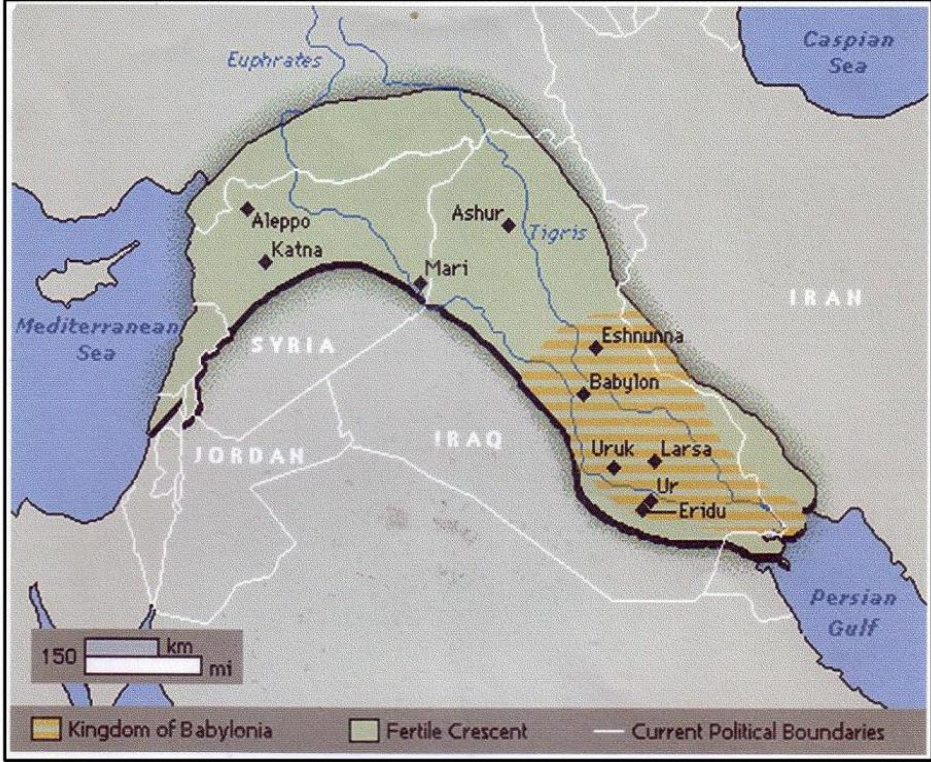 Caspian
Sea
Euphrates
Aleppo
Katna
Ashur
Tigris
Mari
IRAN
Mediterranean
Sea
SYRIA
Eshnunna
Babylon
JORDAN
IRAQ
Uruk
Larsa
Ur
Eridu
Persian
Gulf
150
km
mi
Kingdom of Babylonia
Fertile Crescent
Current Political Boundaries